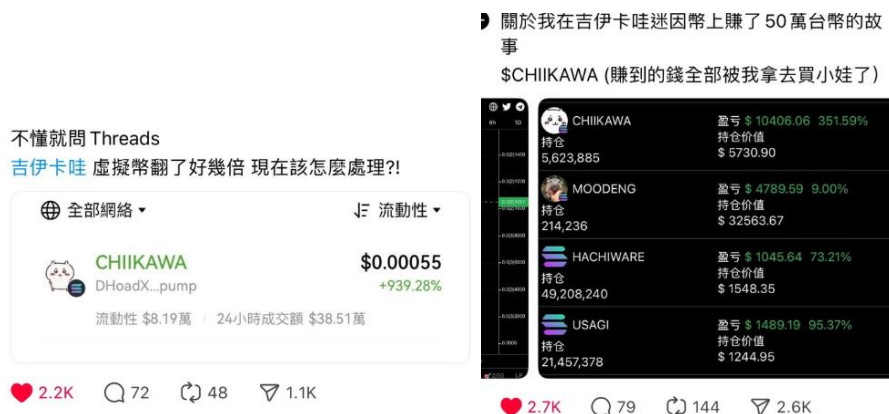 不懂就問 Threads
吉伊卡哇 虛擬幣翻了好幾倍 現在該怎麼處理?!
全部網絡
流動性
CHIIKAWA
$0.00055
DHoadX...pump
+939.28%
流動性 $8.19萬
24小時成交額 $38.51萬
2.2K
72
48
1.1K
關於我在吉伊卡哇迷因幣上賺了50萬台幣的故
事
$CHIIKAWA (賺到的錢全部被我拿去買小娃了)
4h 1D
CHIIKAWA
盈亏 $ 10406.06 351.59%
持仓
持仓价值
5,623,885
$ 5730.90
MOODENG
盈亏 $ 4789.59 9.00%
持仓
持仓价值
214,236
$ 32563.67
HACHIWARE
盈亏 $ 1045.64 73.21%
持仓
持仓价值
49,208,240
$ 1548.35
USAGI
盈亏 $ 1489.19 95.37%
持仓
持仓价值
21,457,378
$ 1244.95
2.7K
79
144
2.6K